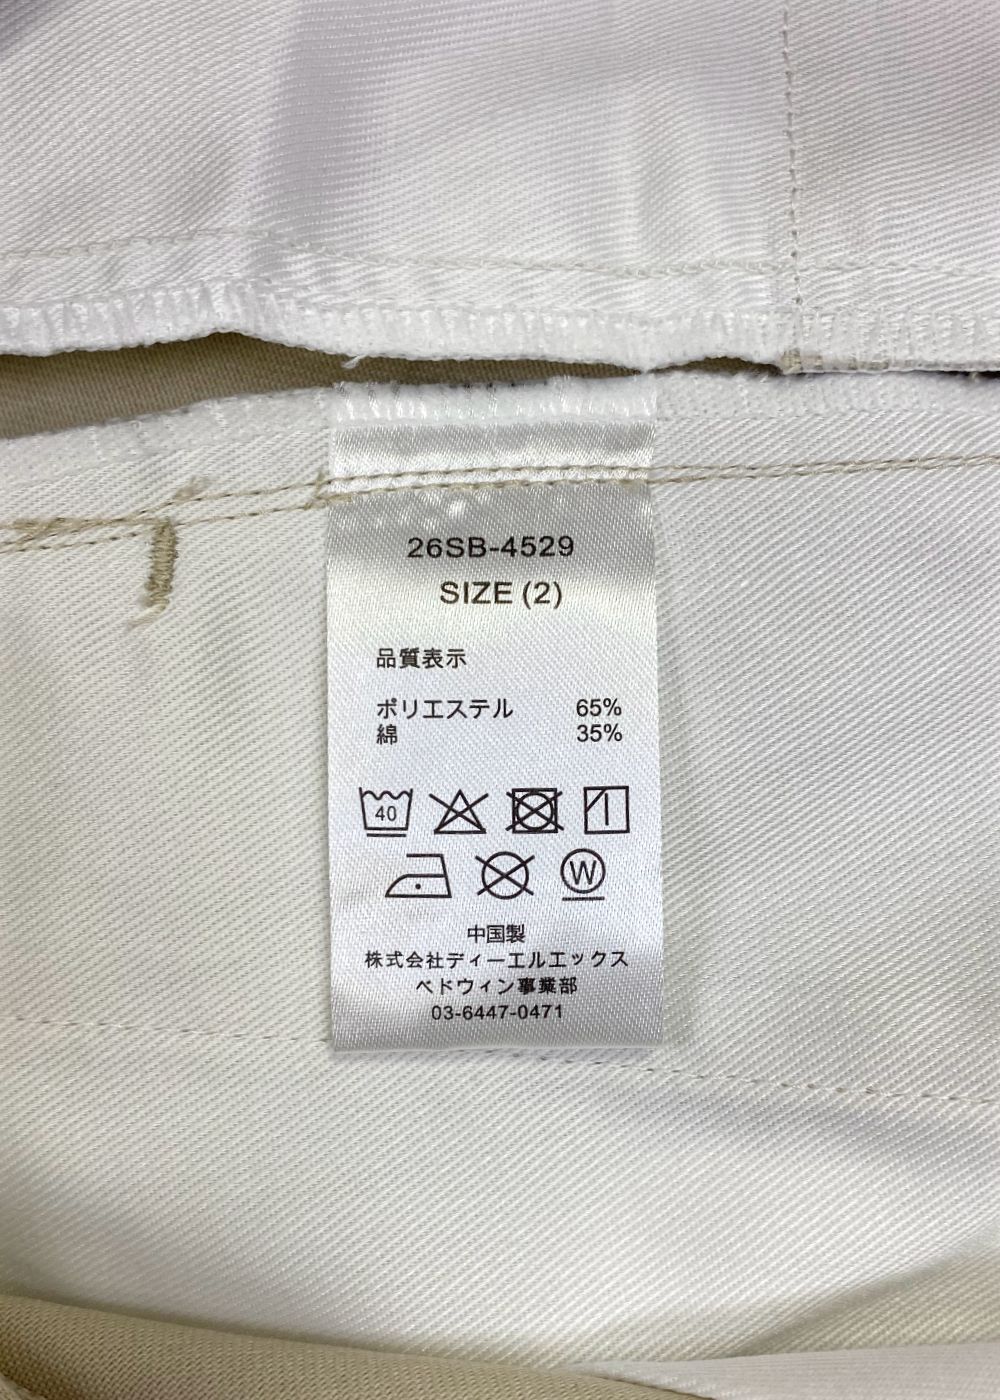 26SB-4529
SIZE (2)
品質表示
ポリエステル 65%
綿 35%
40
W
中国製
株式会社ディーエルエックス
ベドウィン事業部
03-6447-0471